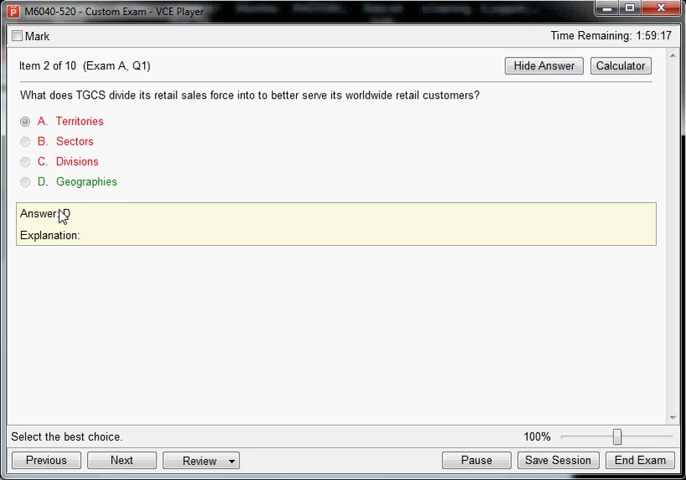 M6040-520 - Custom Exam - VCE Player
Mark
Time Remaining: 1:59:17
Item 2 of 10 (Exam A, Q1)
Hide Answer
Calculator
What does TGCS divide its retail sales force into to better serve its worldwide retail customers?
A. Territories
B. Sectors
C. Divisions
D. Geographies
Answer: D
Explanation:
Select the best choice.
100%
Previous
Next
Review
Pause
Save Session
End Exam